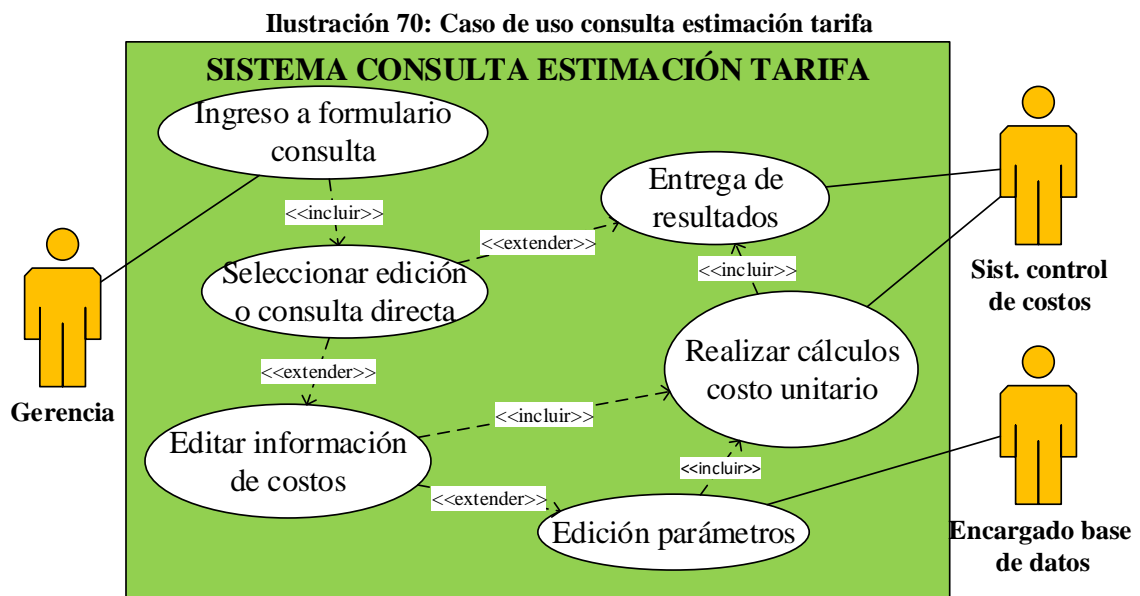 Ilustración 70: Caso de uso consulta estimación tarifa
SISTEMA CONSULTA ESTIMACIÓN TARIFA
Ingreso a formulario
consulta
<<incluir>>
Entrega de
resultados
<<extender>>
Seleccionar edición
o consulta directa
<<incluir>>
Sist. control
de costos
Realizar cálculos
costo unitario
<<extender>>
Gerencia
<<incluir>>
Editar información
de costos
<<incluir>>
<<extender>>
Edición parámetros
Encargado base
de datos